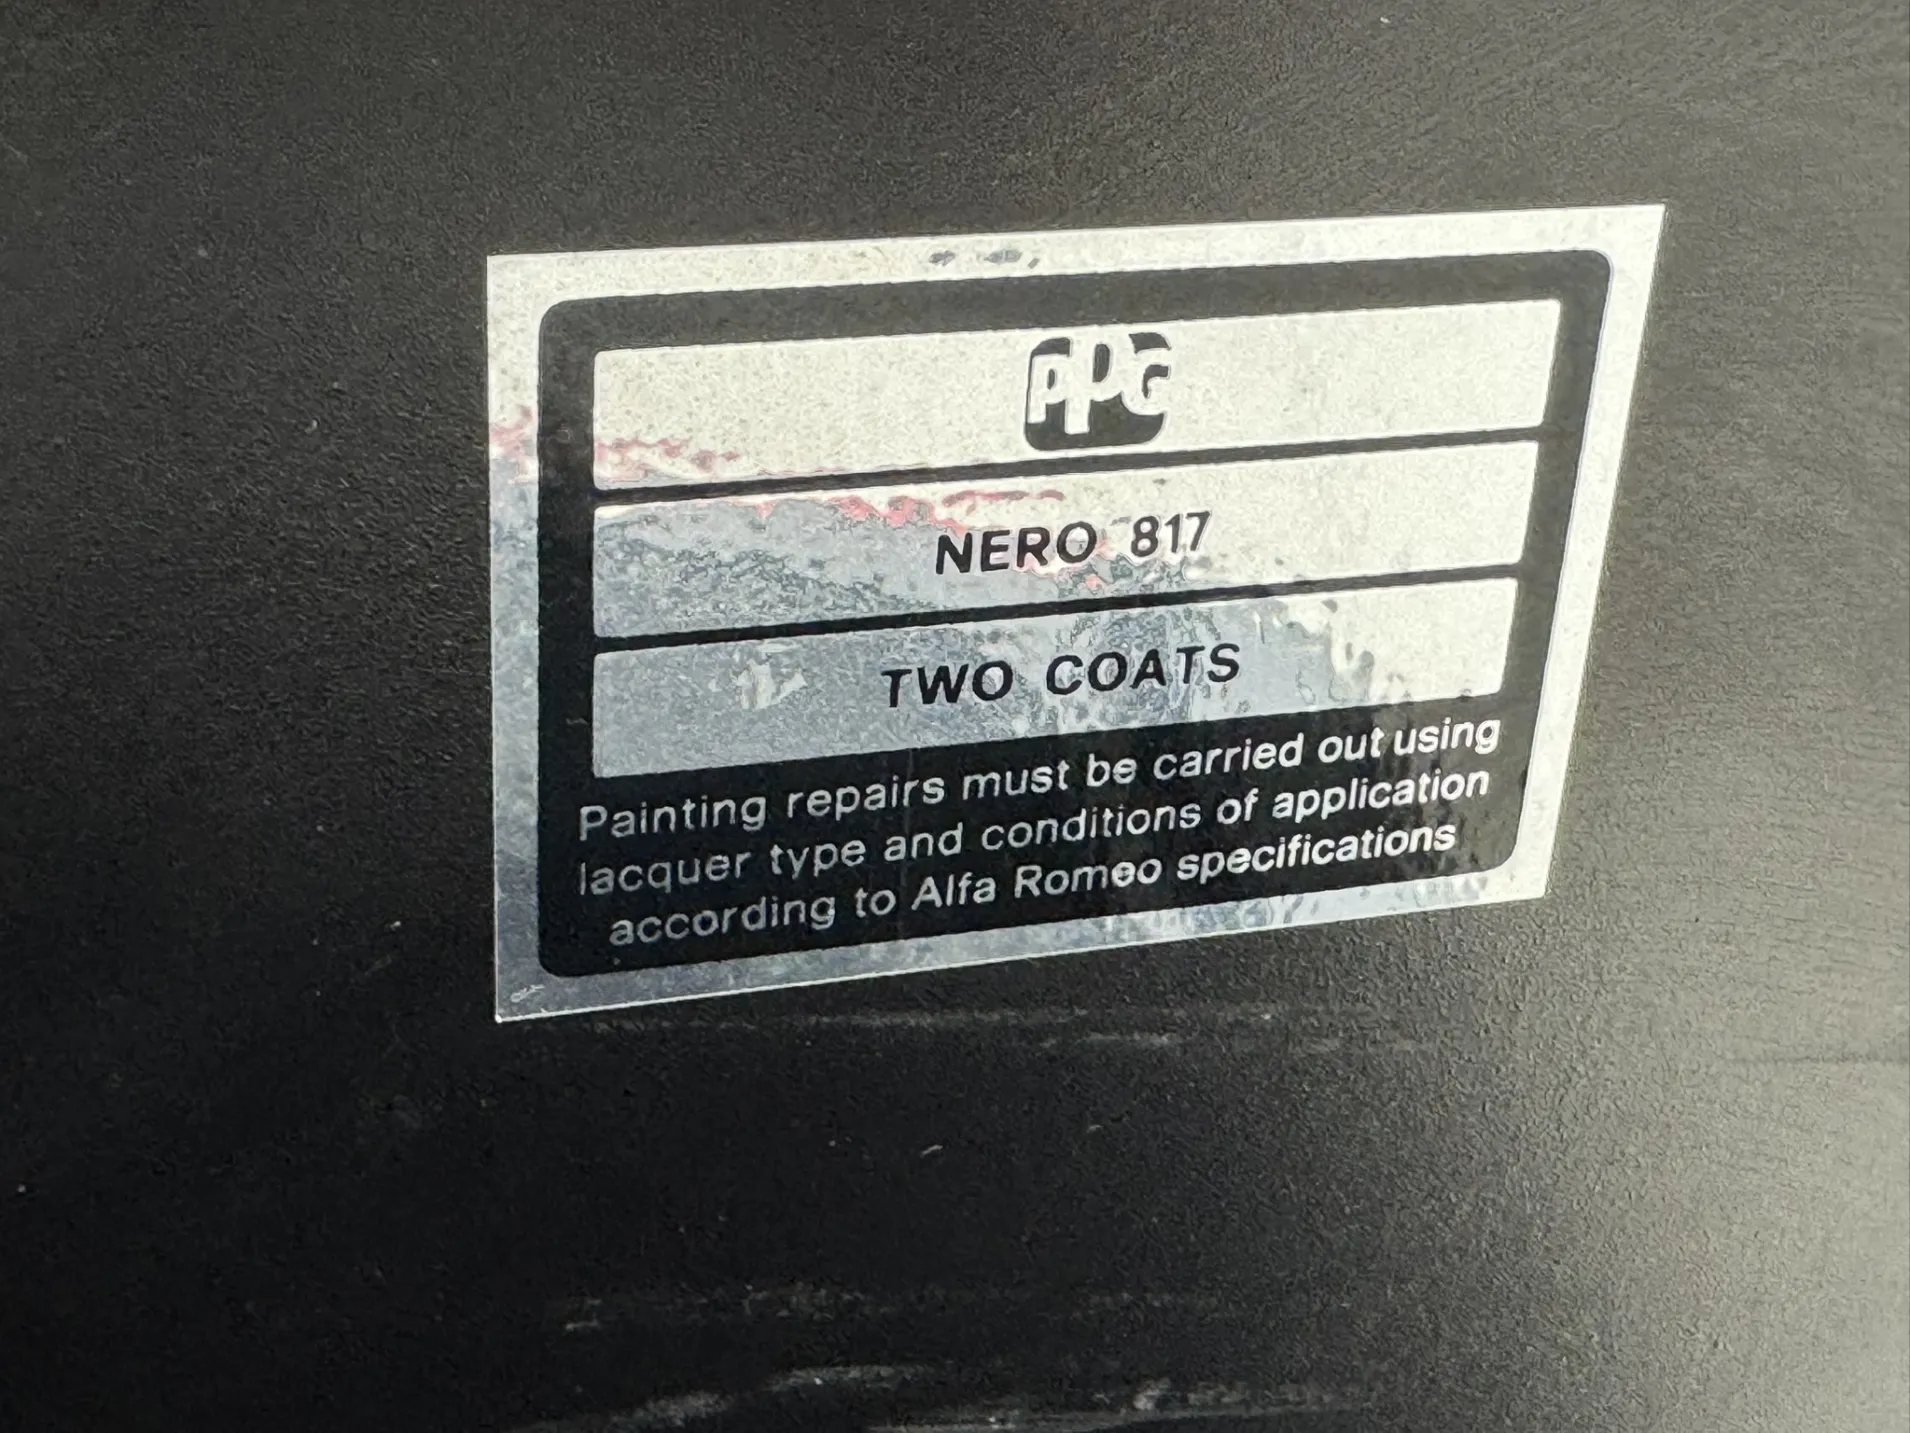 PPG
NERO 817
TWO COATS
Painting repairs must be carried out using
lacquer type and conditions of application
according to Alfa Romeo specifications